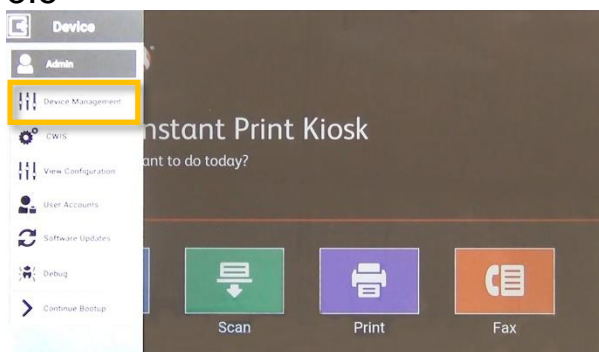 Device
Admin
Device Management
CWIS
View Configuration
User Accounts
Software Updates
Debug
Continue Bootup
nstant Print Kiosk
ant to do today?
Scan
Print
Fax